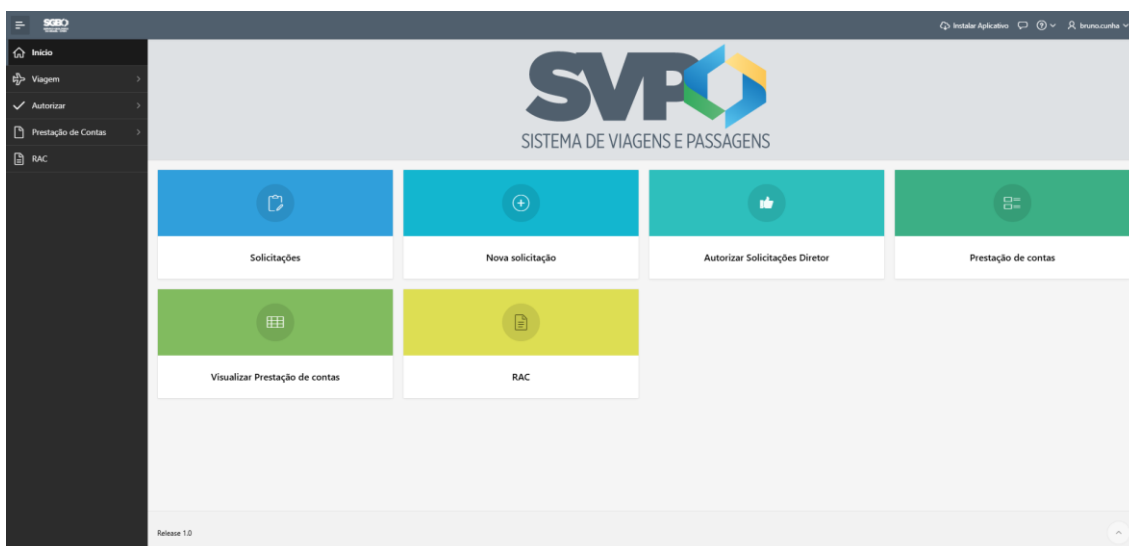 SGBO
Instalar Aplicativo
bruno.cunha
Início
Viagem
Autorizar
Prestação de Contas
RAC
SVP
SISTEMA DE VIAGENS E PASSAGENS
Solicitações
Nova solicitação
Autorizar Solicitações Diretor
Prestação de contas
Visualizar Prestação de contas
RAC
Release 1.0